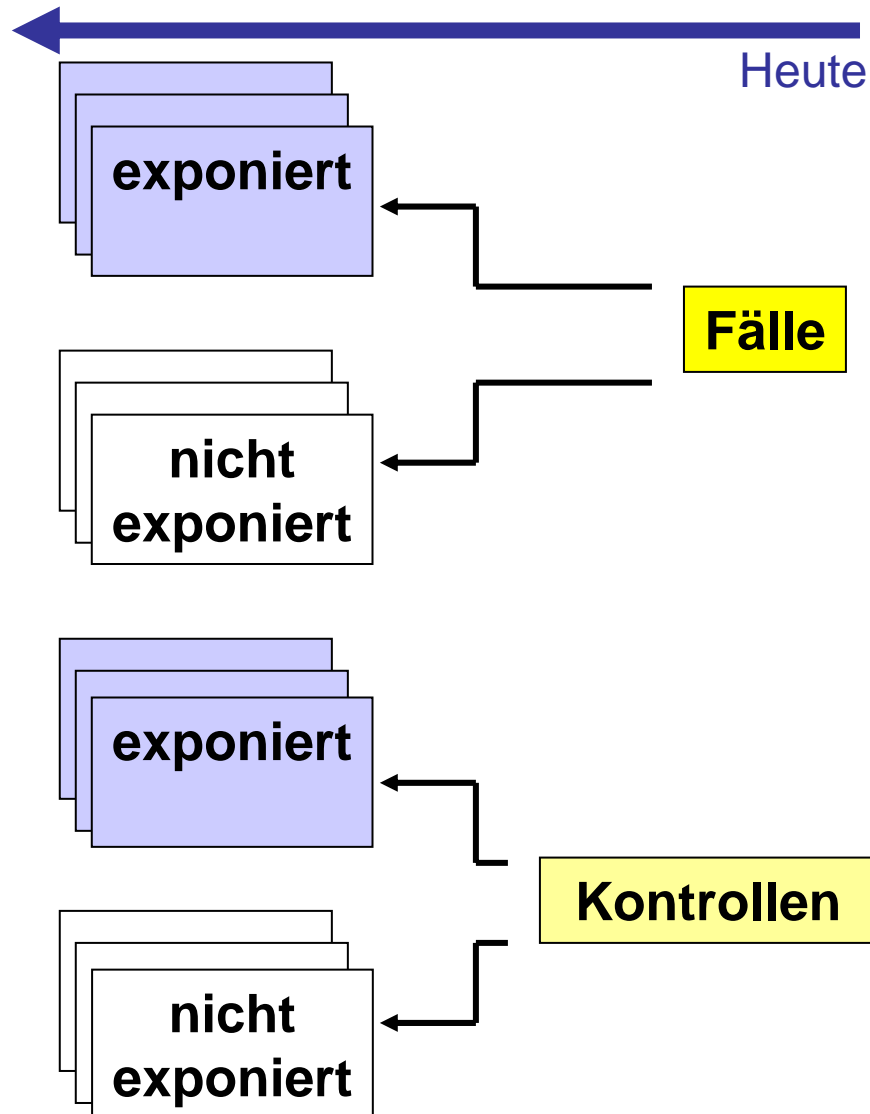 Heute
exponiert
Fälle
nicht
exponiert
exponiert
Kontrollen
nicht
exponiert